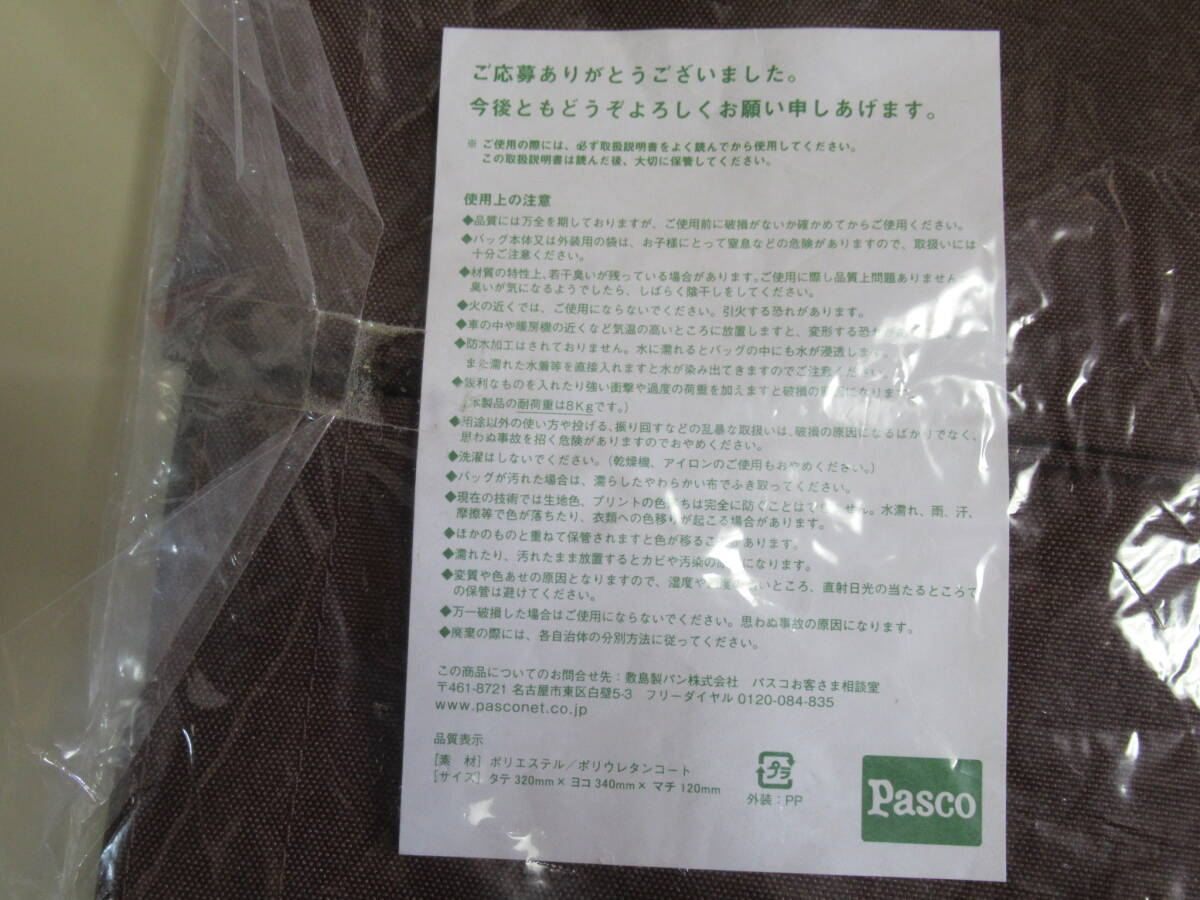 ご応募ありがとうございました。
今後ともどうぞよろしくお願い申しあげます。
※ ご使用の際には、必ず取扱説明書をよく読んでから使用してください。
この取扱説明書は読んだ後、大切に保管してください。
使用上の注意
◆品質には万全を期しておりますが、ご使用前に破損がないか確かめてからご使用ください。
◆バッグ本体又は外装用の袋は、お子様にとって窒息などの危険がありますので、取扱いには
十分ご注意ください。
◆材質の特性上、若干臭いが残っている場合があります。ご使用に際し品質上問題ありません
臭いが気になるようでしたら、しばらく陰干しをしてください。
◆火の近くでは、ご使用にならないでください。引火する恐れがあります。
◆車の中や暖房機の近くなど気温の高いところに放置しますと、変形する恐れ
◆防水加工はされておりません。水に濡れるとバッグの中にも水が浸透します。
また濡れた水着等を直接入れますと水が染み出てきますのでご注意ください。
◆鋭利なものを入れたり強い衝撃や過度の荷重を加えますと破損の原因になります
本製品の耐荷重は8Kgです。)
◆用途以外の使い方や投げる、振り回すなどの乱暴な取扱いは、破損の原因になるばかりでなく、
思わぬ事故を招く危険がありますのでおやめください。
◆洗濯はしないでください。(乾燥機、アイロンのご使用もおやめください。)
◆バッグが汚れた場合は、濡らしたやわらかい布でふき取ってください。
◆現在の技術では生地色、プリントの色落ちは完全に防ぐことはできません。水濡れ、雨、汗、
摩擦等で色が落ちたり、衣類への色移りが起こる場合があります。
◆ほかのものと重ねて保管されますと色が移ることがあります。
◆濡れたり、汚れたまま放置するとカビや汚染の原因になります。
◆変質や色あせの原因となりますので、湿度や温度の高いところ、直射日光の当たるところで
の保管は避けてください。
◆万一破損した場合はご使用にならないでください。思わぬ事故の原因になります。
◆廃棄の際には、各自治体の分別方法に従ってください。
この商品についてのお問合せ先：敷島製パン株式会社 パスコお客さま相談室
〒461-8721 名古屋市東区白壁5-3 フリーダイヤル 0120-084-835
www.pasconet.co.jp
品質表示
[素 材] ポリエステル／ポリウレタンコート
[サイズ] タテ 320mm× ヨコ 340mm× マチ 120mm
プラ
外装：PP
Pasco